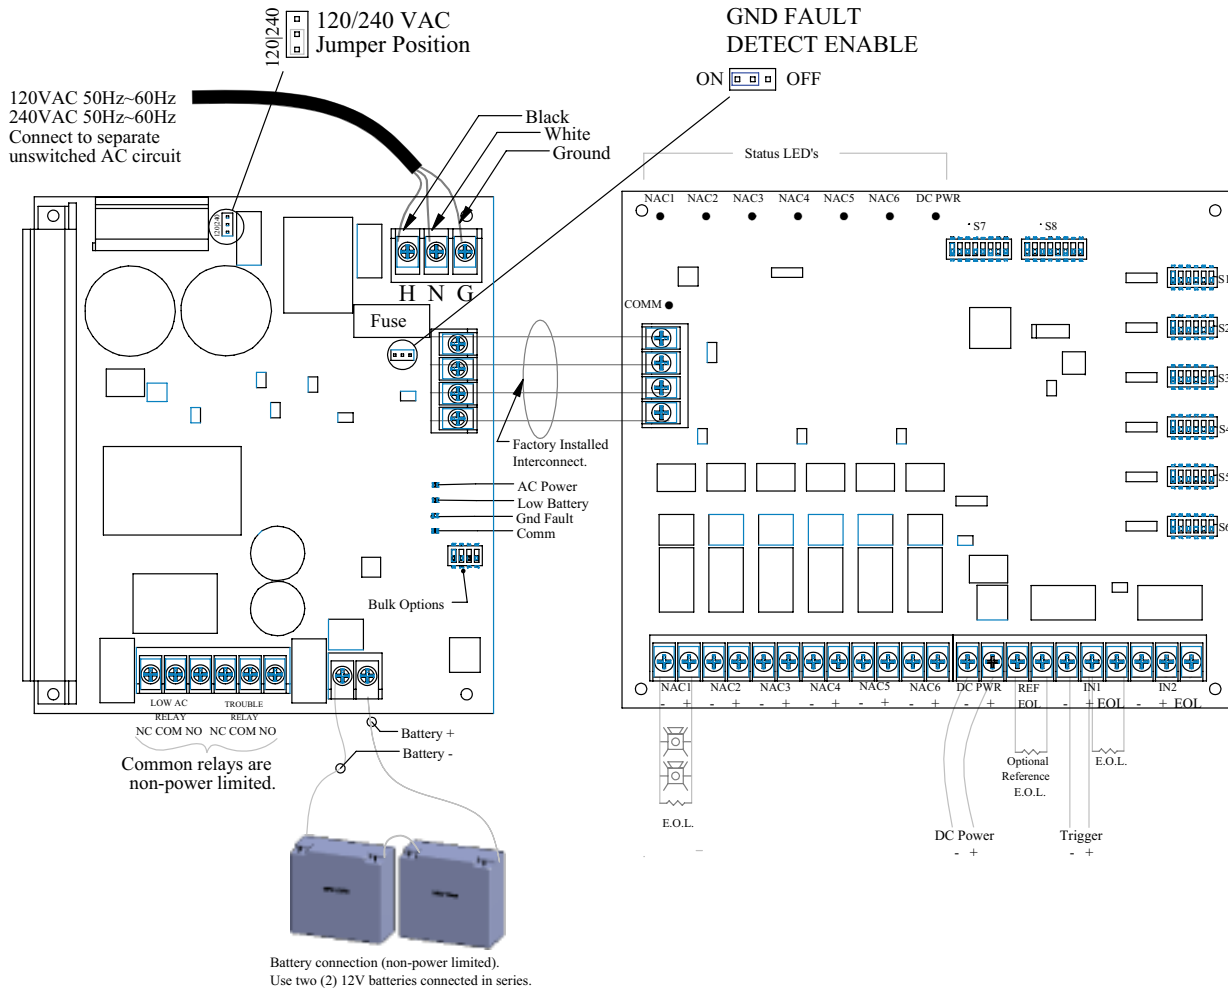 120|240
120/240 VAC
Jumper Position
GND FAULT
DETECT ENABLE
ON OFF
120VAC 50Hz~60Hz
240VAC 50Hz~60Hz
Connect to separate
unswitched AC circuit
Black
White
Ground
Status LED's
NAC1 NAC2 NAC3 NAC4 NAC5 NAC6 DC PWR
S7 S8
120|240
S1
H N G
COMM
Fuse
S2
S3
S4
Factory Installed
Interconnect.
S5
AC Power
Low Battery
Gnd Fault
Comm
S6
Bulk Options
NAC1 NAC2 NAC3 NAC4 NAC5 NAC6 DC PWR REF IN1 IN2
- + - + - + - + - + - + - + EOL - + EOL - + EOL
LOW AC RELAY
TROUBLE RELAY
NC COM NO NC COM NO
Common relays are
non-power limited.
Battery +
Battery -
E.O.L.
Optional
Reference
E.O.L.
E.O.L.
DC Power
- +
Trigger
- +
Battery connection (non-power limited).
Use two (2) 12V batteries connected in series.